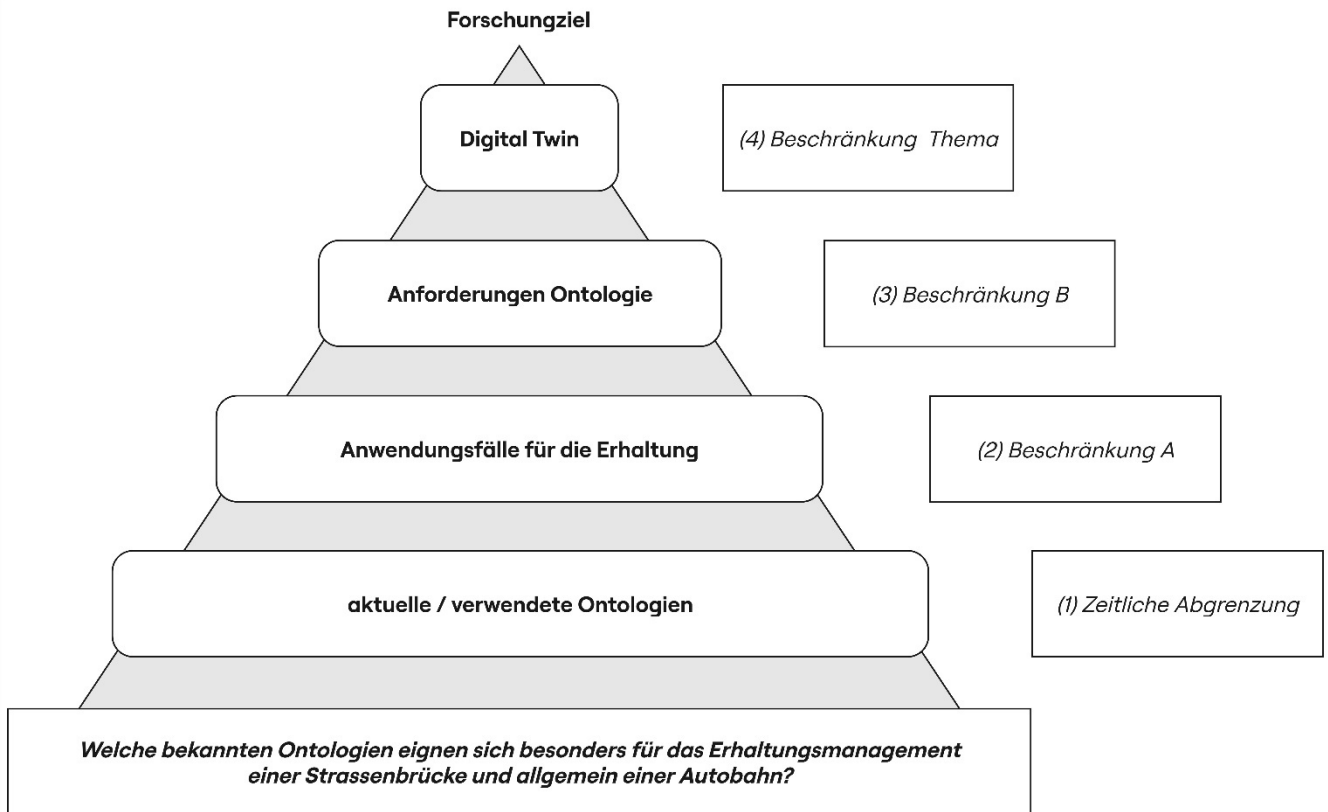 Forschungziel
Digital Twin
(4) Beschränkung Thema
Anforderungen Ontologie
(3) Beschränkung B
Anwendungsfälle für die Erhaltung
(2) Beschränkung A
aktuelle / verwendete Ontologien
(1) Zeitliche Abgrenzung
Welche bekannten Ontologien eignen sich besonders für das Erhaltungsmanagement
einer Strassenbrücke und allgemein einer Autobahn?